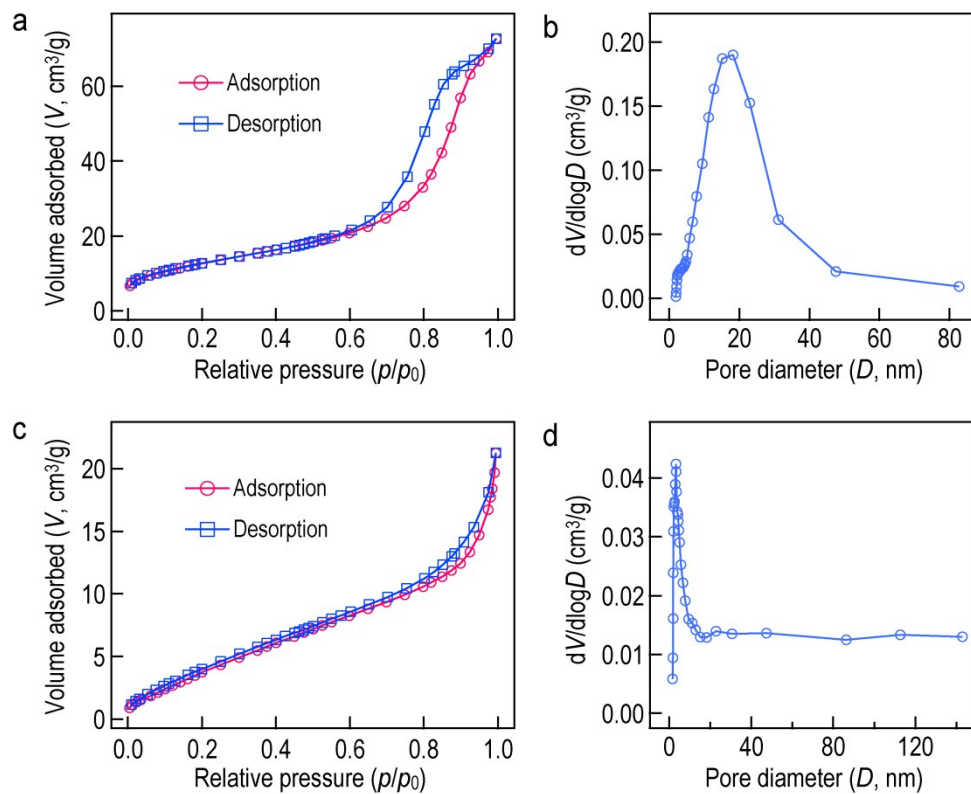 a
Volume adsorbed (V, cm³/g)
60
40
20
0
Adsorption
Desorption
0.0 0.2 0.4 0.6 0.8 1.0
Relative pressure (p/p₀)
b
dV/dlogD (cm³/g)
0.20
0.15
0.10
0.05
0.00
0 20 40 60 80
Pore diameter (D, nm)
c
Volume adsorbed (V, cm³/g)
20
15
10
5
0
Adsorption
Desorption
0.0 0.2 0.4 0.6 0.8 1.0
Relative pressure (p/p₀)
d
dV/dlogD (cm³/g)
0.04
0.03
0.02
0.01
0.00
0 40 80 120
Pore diameter (D, nm)